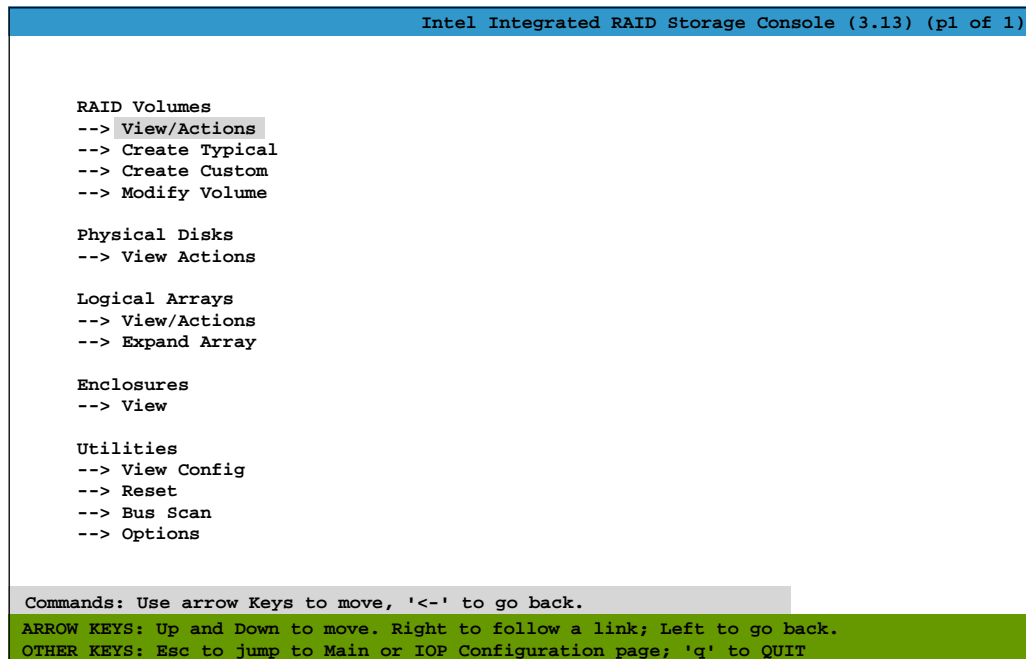 Intel Integrated RAID Storage Console (3.13) (p1 of 1)
RAID Volumes
--> View/Actions
--> Create Typical
--> Create Custom
--> Modify Volume
Physical Disks
--> View Actions
Logical Arrays
--> View/Actions
--> Expand Array
Enclosures
--> View
Utilities
--> View Config
--> Reset
--> Bus Scan
--> Options
Commands: Use arrow Keys to move, '<-' to go back.
ARROW KEYS: Up and Down to move. Right to follow a link; Left to go back.
OTHER KEYS: Esc to jump to Main or IOP Configuration page; 'q' to QUIT